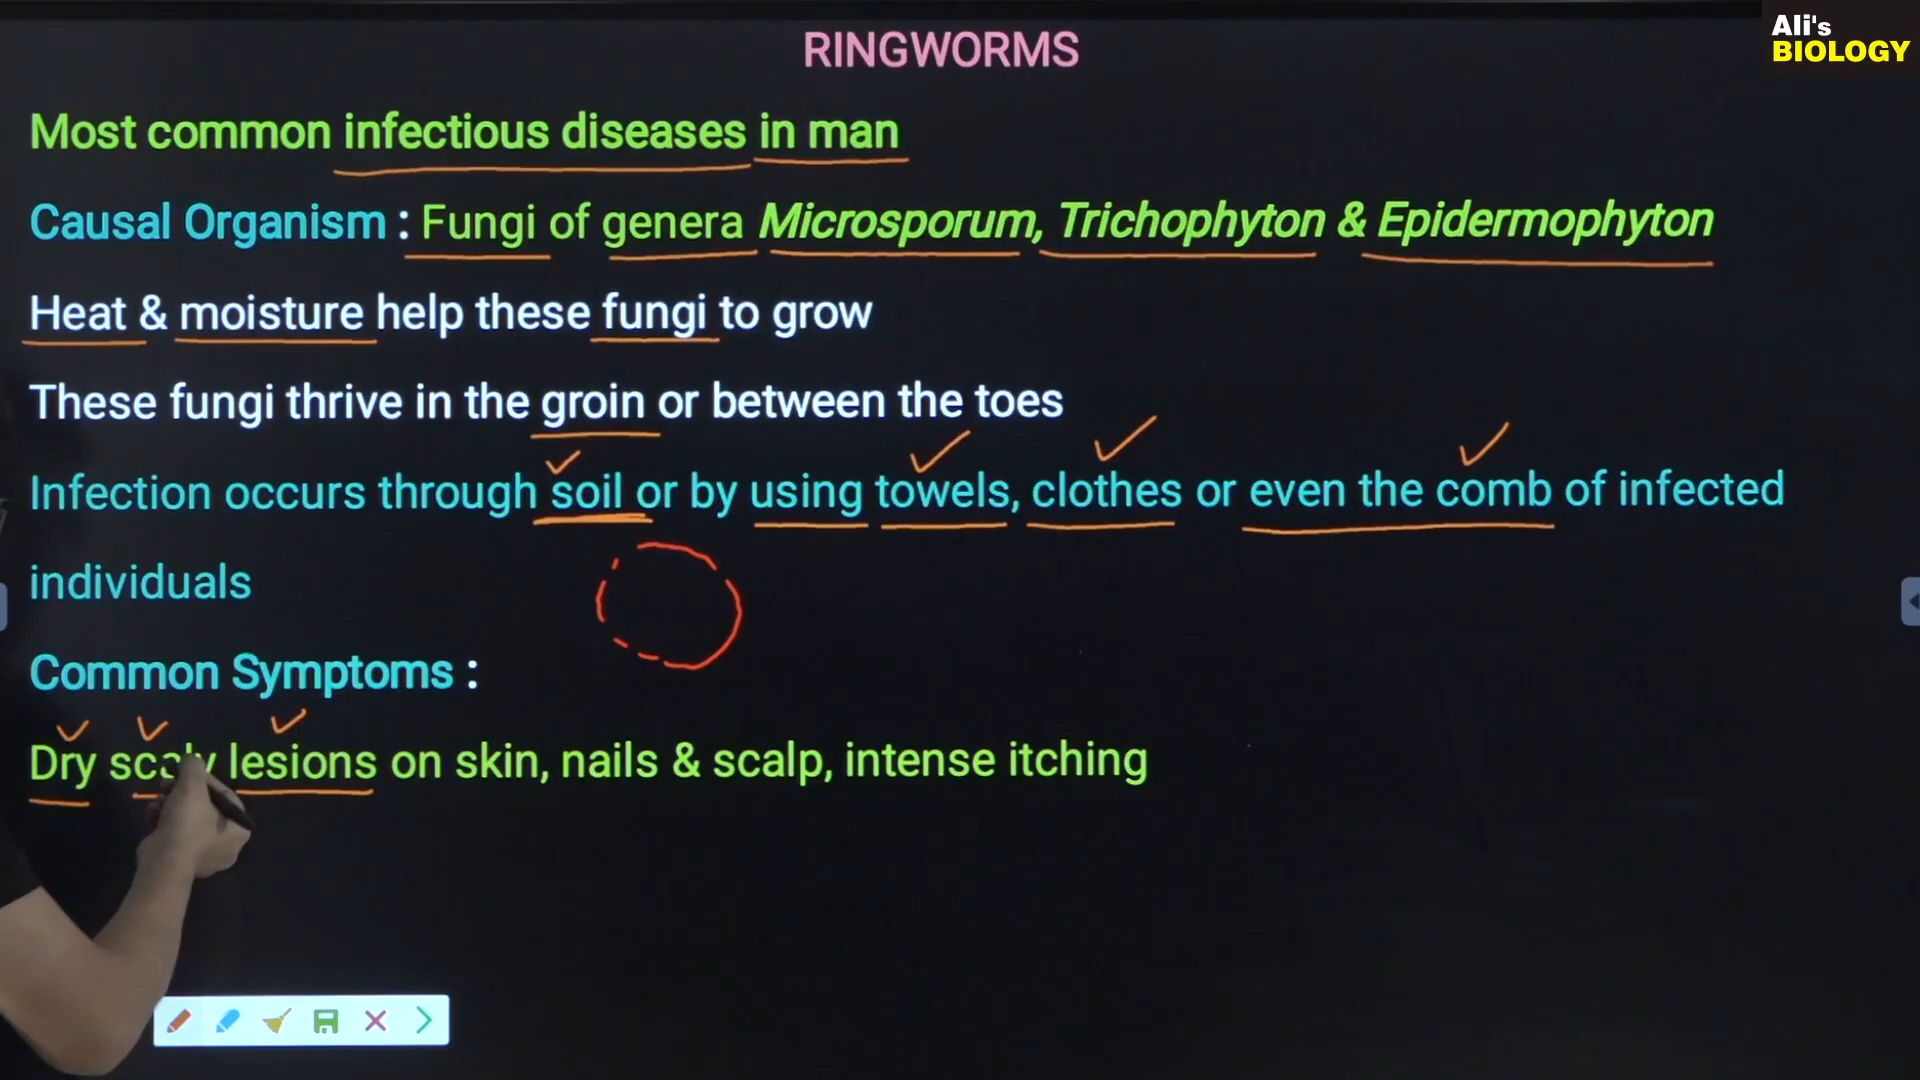 RINGWORMS
Ali's
BIOLOGY
Most common infectious diseases in man
Causal Organism : Fungi of genera Microsporum, Trichophyton & Epidermophyton
Heat & moisture help these fungi to grow
These fungi thrive in the groin or between the toes
Infection occurs through soil or by using towels, clothes or even the comb of infected
individuals
Common Symptoms :
Dry scaly lesions on skin, nails & scalp, intense itching